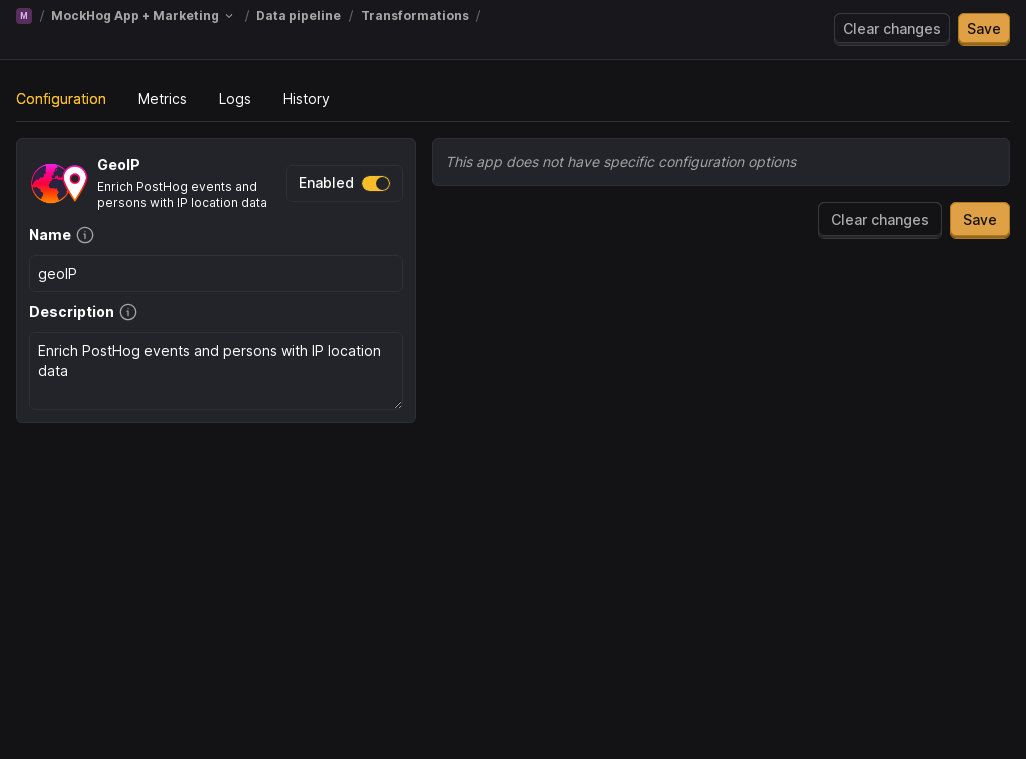 M / MockHog App + Marketing / Data pipeline / Transformations /
Clear changes Save
Configuration Metrics Logs History
GeoIP
Enrich PostHog events and
persons with IP location data
Enabled
This app does not have specific configuration options
Clear changes Save
Name
geoIP
Description
Enrich PostHog events and persons with IP location
data